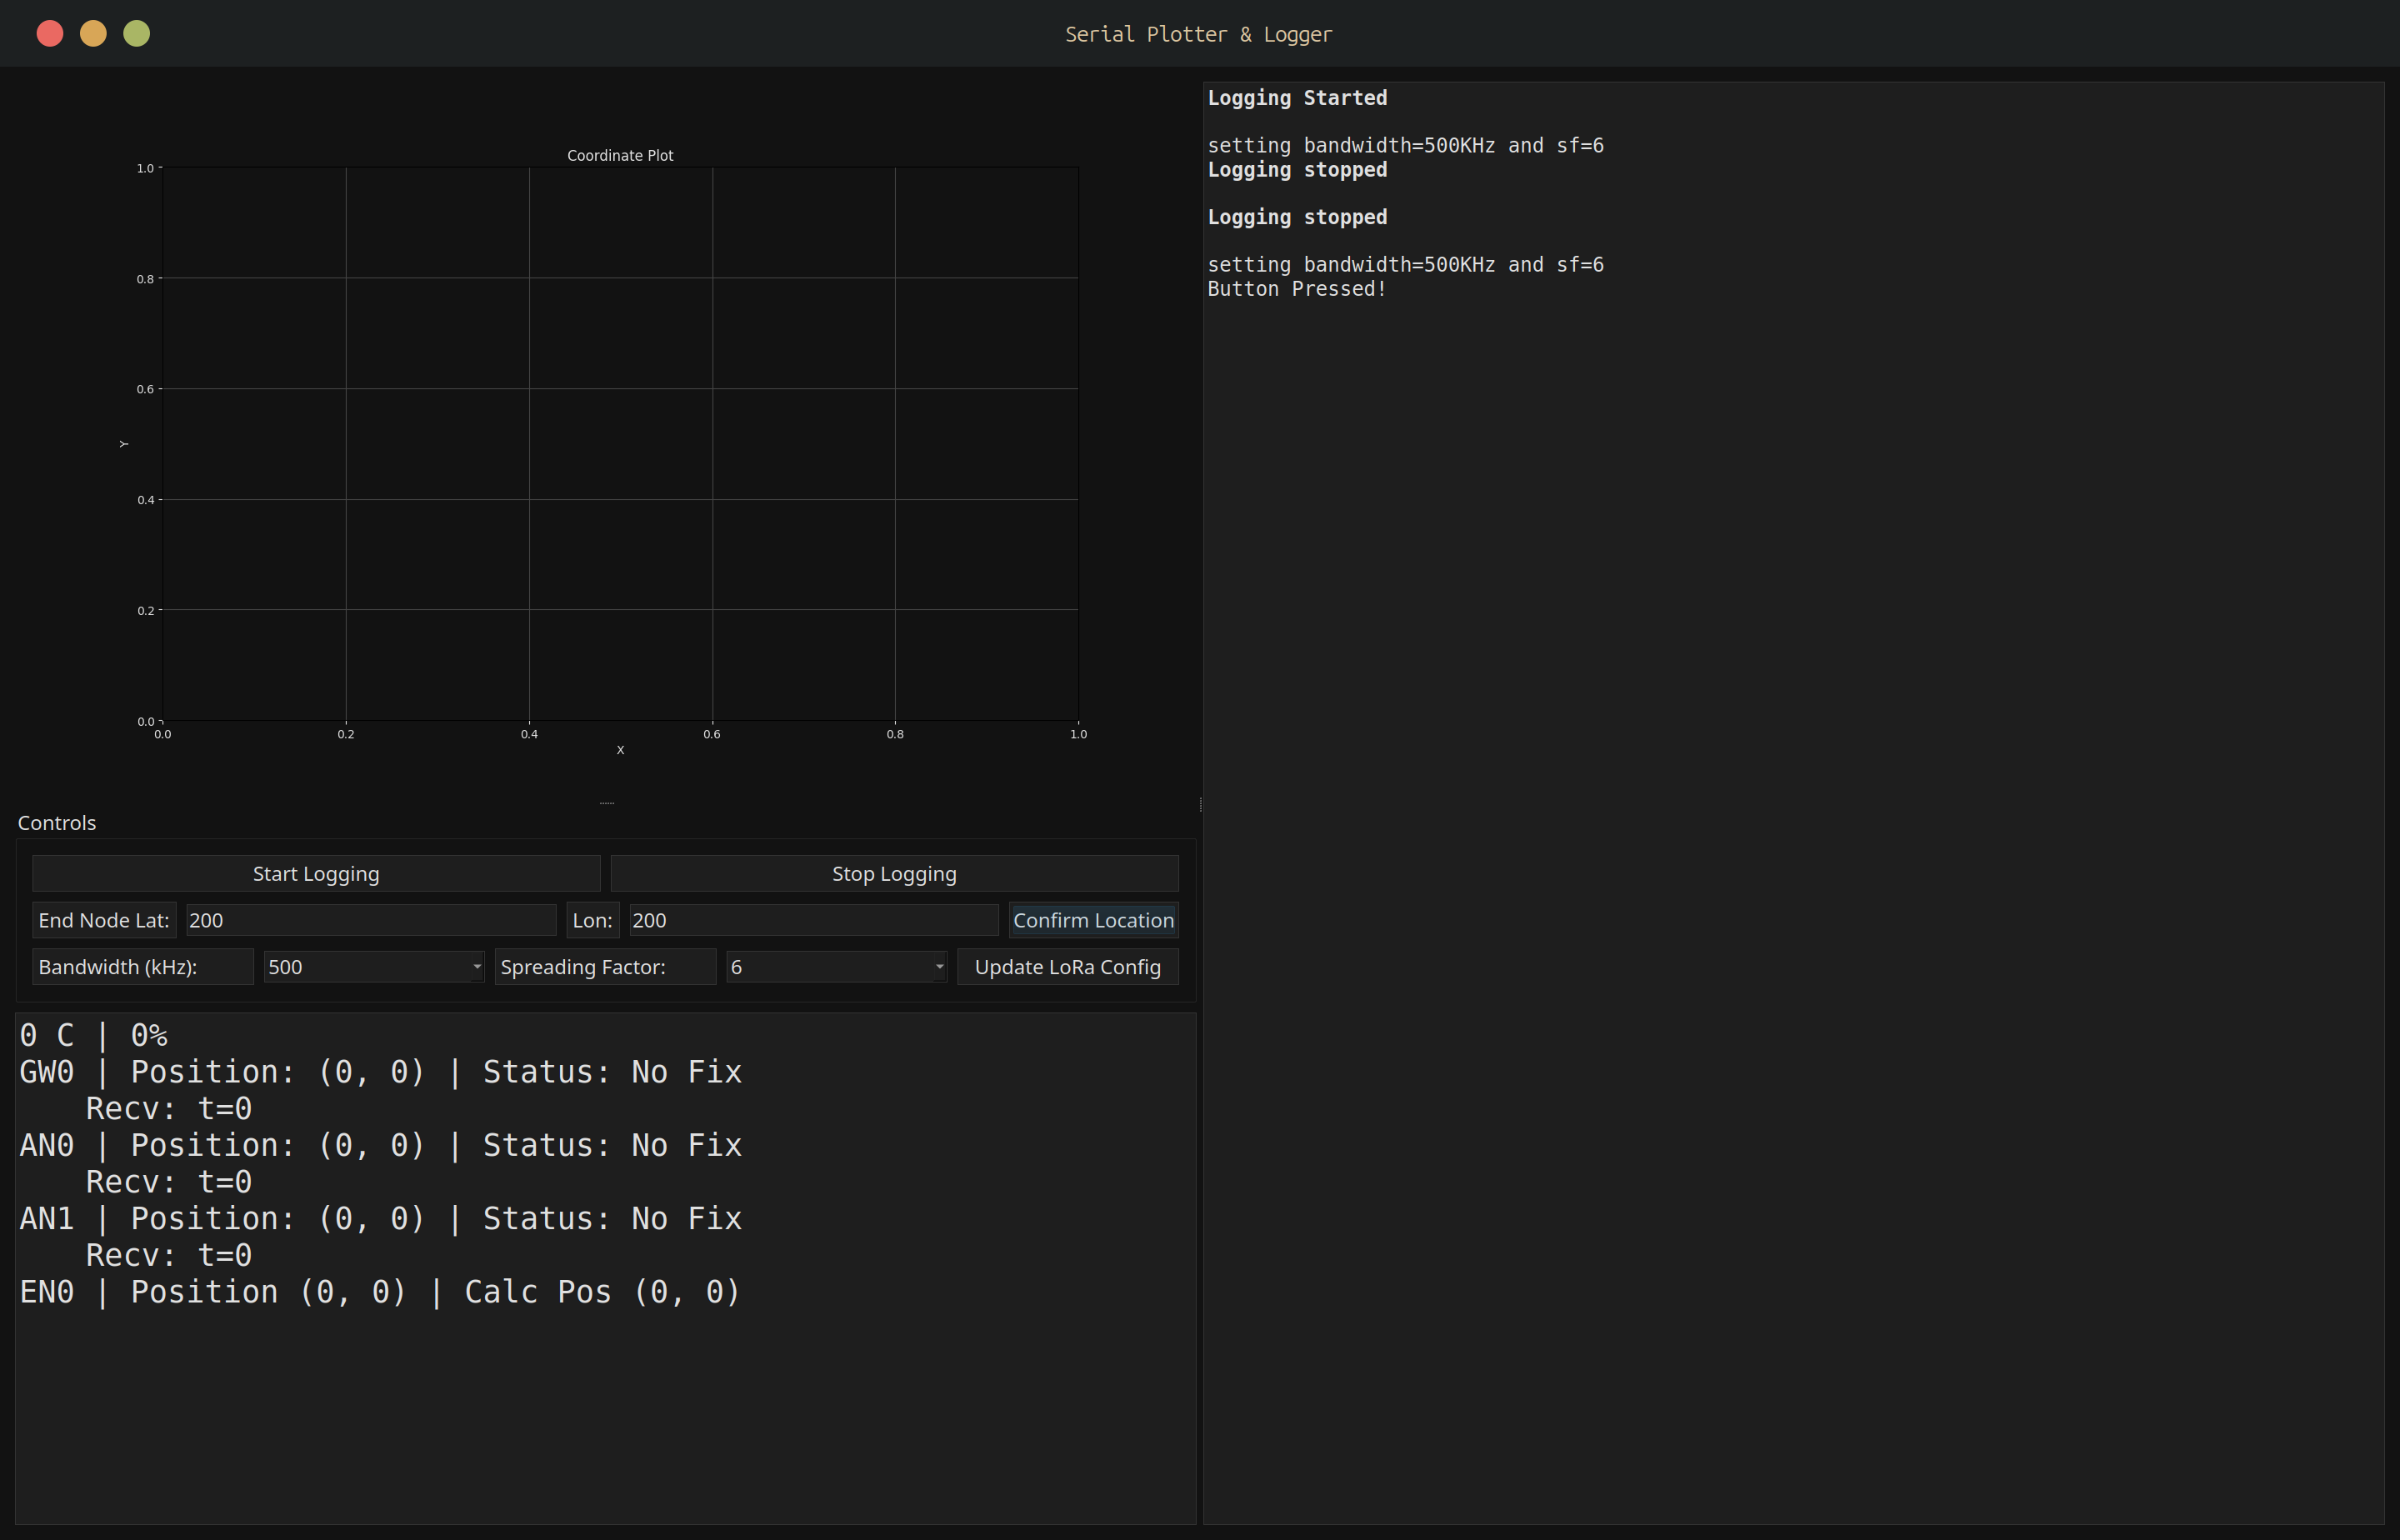 Serial Plotter & Logger
Coordinate Plot
1.0
0.8
0.6
Y
0.4
0.2
0.0
0.0 0.2 0.4 0.6 0.8 1.0
X
Controls
Start Logging Stop Logging
End Node Lat: 200 Lon: 200 Confirm Location
Bandwidth (kHz): 500 Spreading Factor: 6 Update LoRa Config
0 C | 0%
GW0 | Position: (0, 0) | Status: No Fix
Recv: t=0
AN0 | Position: (0, 0) | Status: No Fix
Recv: t=0
AN1 | Position: (0, 0) | Status: No Fix
Recv: t=0
EN0 | Position (0, 0) | Calc Pos (0, 0)
Logging Started
setting bandwidth=500KHz and sf=6
Logging stopped
Logging stopped
setting bandwidth=500KHz and sf=6
Button Pressed!